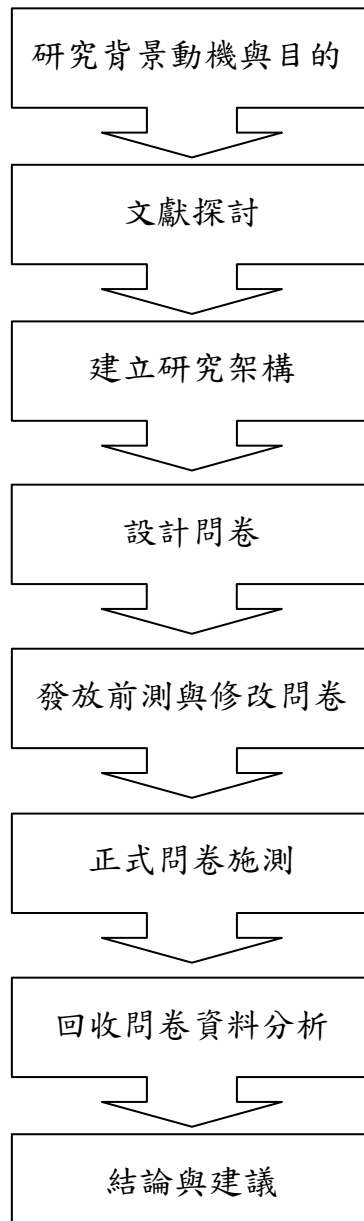 研究背景動機與目的
文獻探討
建立研究架構
設計問卷
發放前測與修改問卷
正式問卷施測
回收問卷資料分析
結論與建議